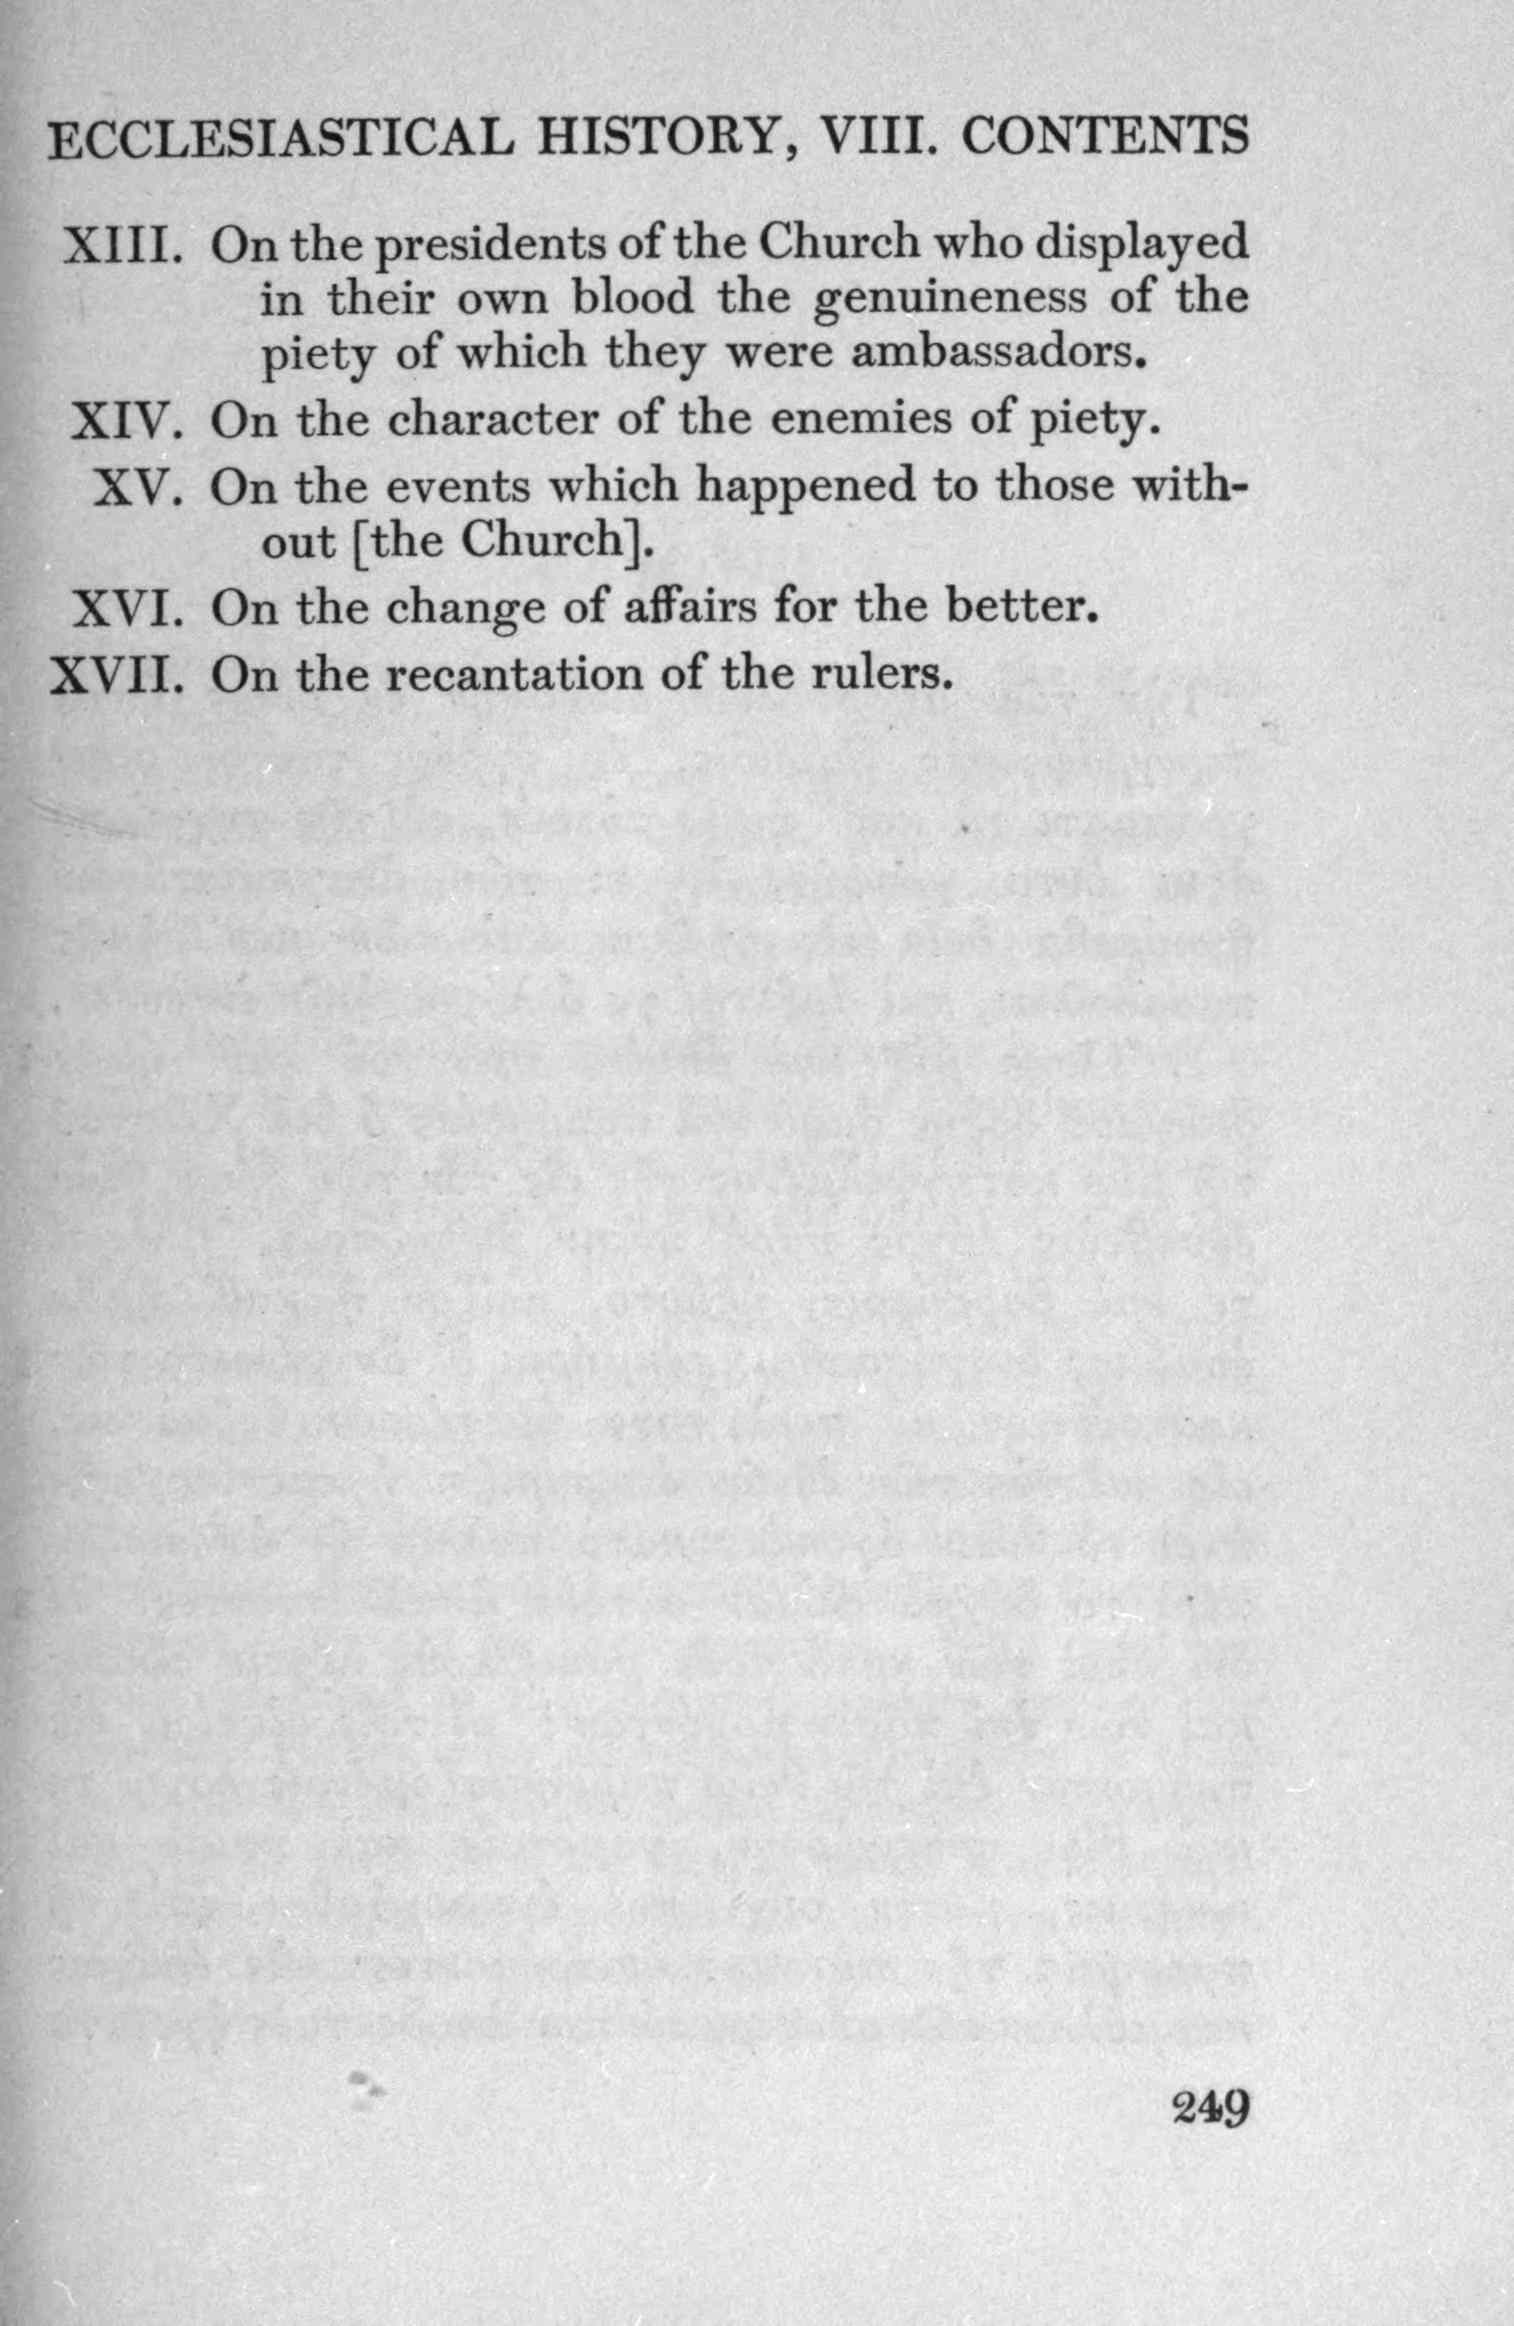 ECCLESIASTICAL HISTORY, VIII. CONTENTS
XIII. On the presidents of the Church who displayed
in their own blood the genuineness of the
piety of which they were ambassadors.
XIV. On the character of the enemies of piety.
XV. On the events which happened to those with-
out [the Church].
XVI. On the change of affairs for the better.
XVII. On the recantation of the rulers.
249